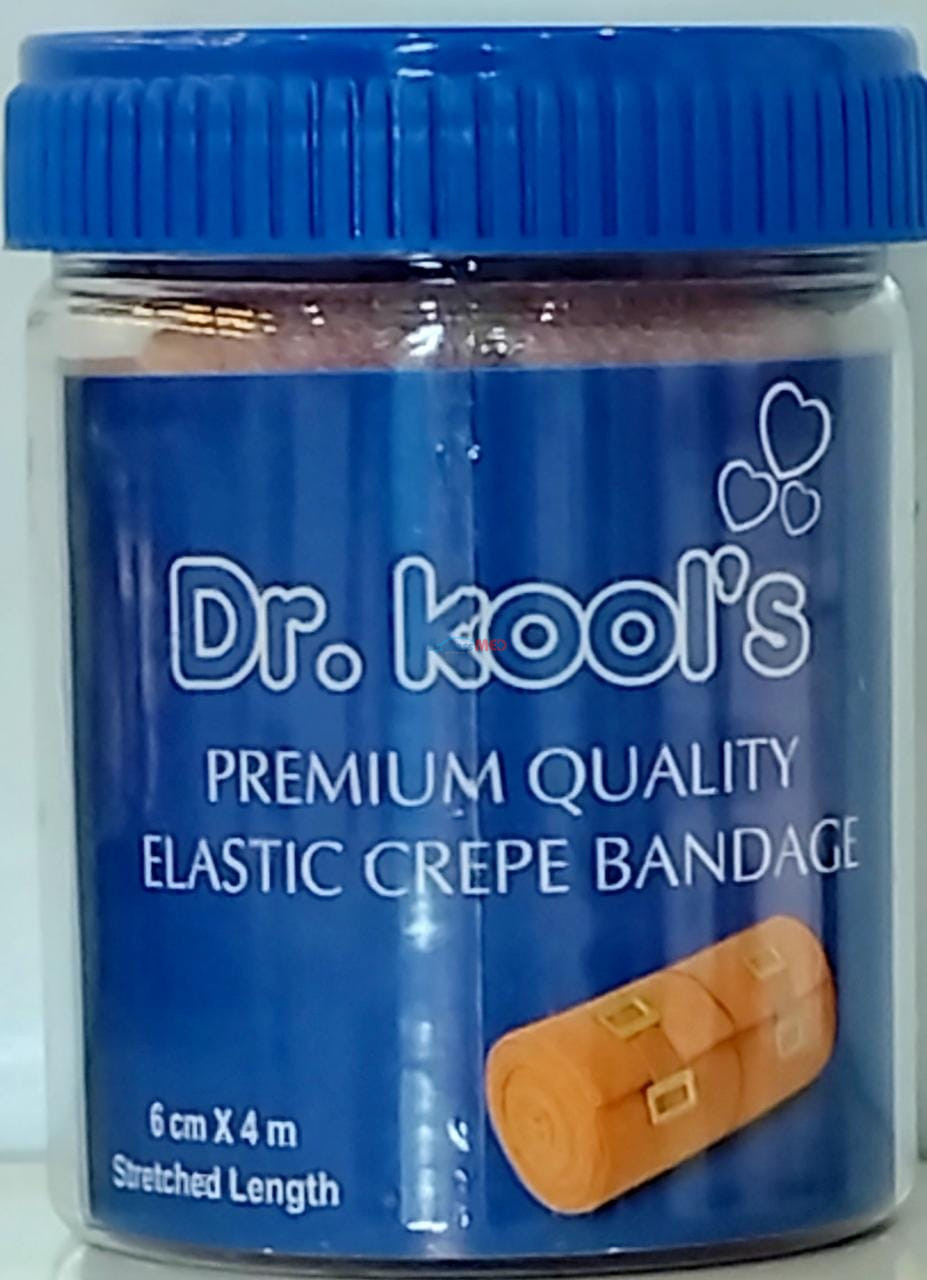 Dr. kool's
PREMIUM QUALITY
ELASTIC CREPE BANDAGE
6 cm X 4 m
Stretched Length